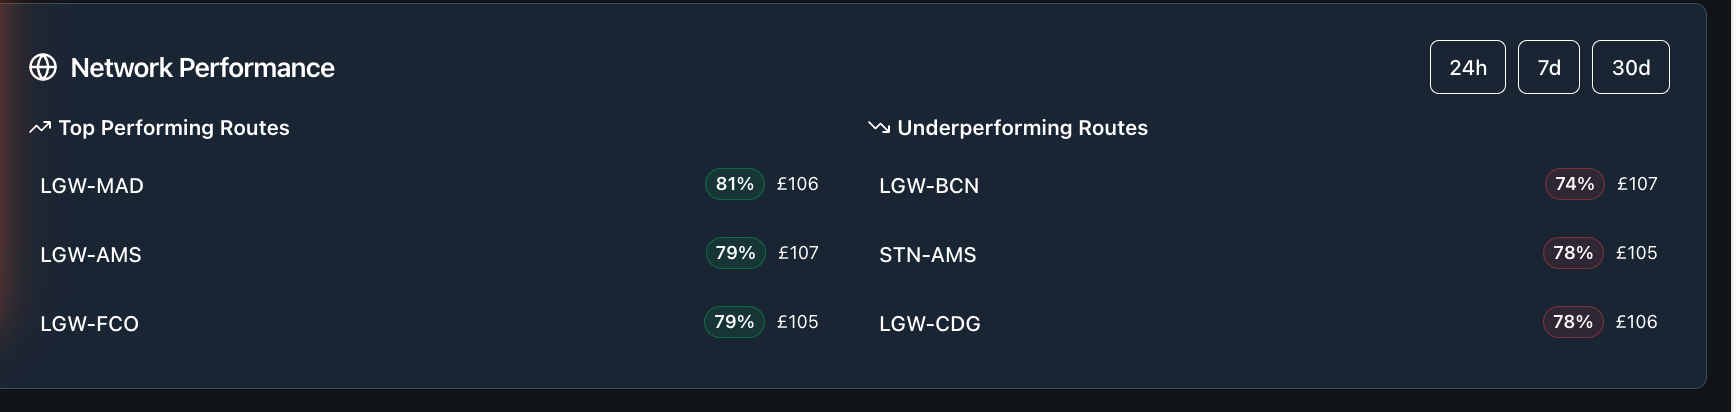 Network Performance
24h 7d 30d
Top Performing Routes
LGW-MAD 81% £106
LGW-AMS 79% £107
LGW-FCO 79% £105
Underperforming Routes
LGW-BCN 74% £107
STN-AMS 78% £105
LGW-CDG 78% £106